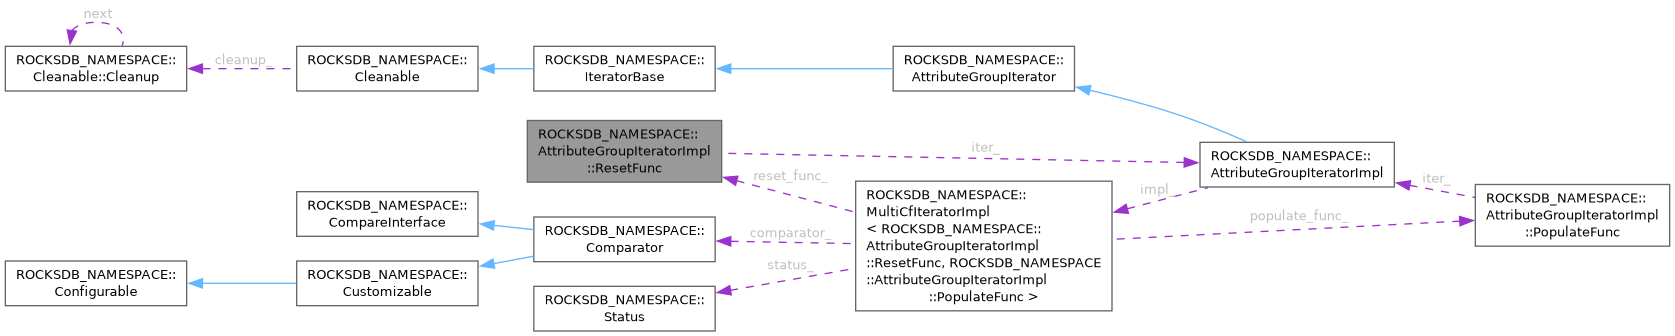 next
ROCKSDB_NAMESPACE::
Cleanable::Cleanup
cleanup_
ROCKSDB_NAMESPACE::
Cleanable
ROCKSDB_NAMESPACE::
IteratorBase
ROCKSDB_NAMESPACE::
AttributeGroupIterator
ROCKSDB_NAMESPACE::
AttributeGroupIteratorImpl
::ResetFunc
iter_
ROCKSDB_NAMESPACE::
AttributeGroupIteratorImpl
reset_func_
impl_
iter_
ROCKSDB_NAMESPACE::
CompareInterface
ROCKSDB_NAMESPACE::
Comparator
comparator_
ROCKSDB_NAMESPACE::
MultiCfIteratorImpl
< ROCKSDB_NAMESPACE::
AttributeGroupIteratorImpl
::ResetFunc, ROCKSDB_NAMESPACE
::AttributeGroupIteratorImpl
::PopulateFunc >
populate_func_
ROCKSDB_NAMESPACE::
AttributeGroupIteratorImpl
::PopulateFunc
ROCKSDB_NAMESPACE::
Configurable
ROCKSDB_NAMESPACE::
Customizable
status_
ROCKSDB_NAMESPACE::
Status